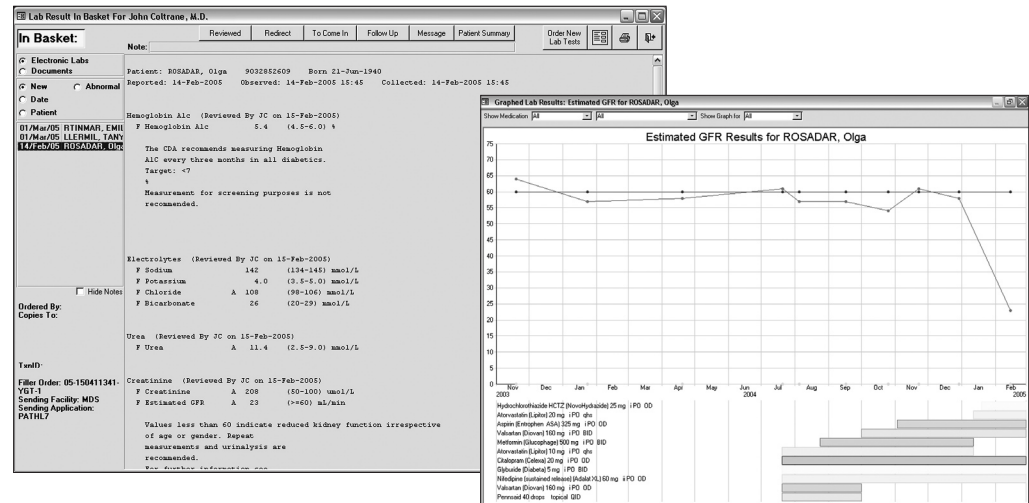 Lab Result In Basket For John Coltrane, M.D.
In Basket:
Reviewed Redirect To Come In Follow Up Message Patient Summary Order New Lab Tests
Note:
Electronic Labs
Documents
New Abnormal
Date
Patient
01/Mar/05 RTINMAR, EMIL
01/Mar/05 LLERMIL, TANY
14/Feb/05 ROSADAR, Olga
Hide Notes
Ordered By:
Copies To:
TxnID:
Filler Order: 05-150411341-
YGT-1
Sending Facility: MDS
Sending Application:
PATHL7
Patient: ROSADAR, Olga 9032852609 Born 21-Jun-1940
Reported: 14-Feb-2005 Observed: 14-Feb-2005 15:45 Collected: 14-Feb-2005 15:45
Hemoglobin A1c (Reviewed By JC on 15-Feb-2005)
F Hemoglobin A1c 5.4 (4.5-6.0) %
The CDA recommends measuring Hemoglobin
A1C every three months in all diabetics.
Target: <7
%
Measurement for screening purposes is not
recommended.
Electrolytes (Reviewed By JC on 15-Feb-2005)
F Sodium 142 (134-145) mmol/L
F Potassium 4.0 (3.5-5.0) mmol/L
F Chloride A 108 (98-106) mmol/L
F Bicarbonate 26 (20-29) mmol/L
Urea (Reviewed By JC on 15-Feb-2005)
F Urea A 11.4 (2.5-9.0) mmol/L
Creatinine (Reviewed By JC on 15-Feb-2005)
F Creatinine A 208 (50-100) umol/L
F Estimated GFR A 23 (>=60) mL/min
Values less than 60 indicate reduced kidney function irrespective
of age or gender. Repeat
measurements and urinalysis are
recommended.
For further information see
Graphed Lab Results: Estimated GFR for ROSADAR, Olga
Show Medication All All Show Graph for All
Estimated GFR Results for ROSADAR, Olga
75
70
65
60
55
50
45
40
35
30
25
20
15
10
5
0
Nov Dec Jan Feb Mar Apr May Jun Jul Aug Sep Oct Nov Dec Jan Feb
2003 2004 2005
Hydrochlorothiazide HCTZ (NovoHydrazide) 25 mg i PO OD
Atorvastatin (Lipitor) 20 mg i PO qhs
Aspirin (Entrophen ASA) 325 mg i PO OD
Valsartan (Diovan) 160 mg i PO BID
Metformin (Glucophage) 500 mg i PO BID
Atorvastatin (Lipitor) 10 mg i PO qhs
Citalopram (Celexa) 20 mg i PO OD
Glyburide (Diabeta) 5 mg i PO BID
Nifedipine (sustained release) (Adalat XL) 60 mg i PO OD
Valsartan (Diovan) 160 mg i PO OD
Pennsaid 40 drops topical QID